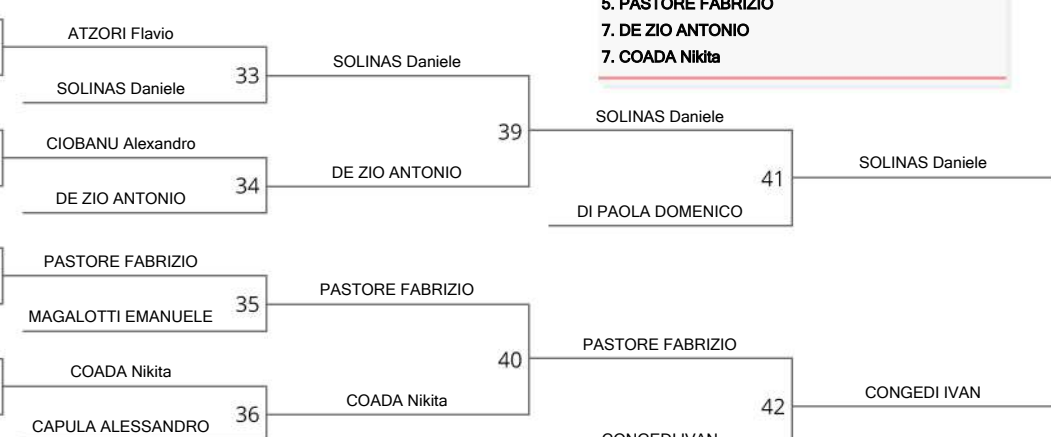 5. PASTORE FABRIZIO
7. DE ZIO ANTONIO
7. COADA Nikita
ATZORI Flavio
SOLINAS Daniele
33
SOLINAS Daniele
CIOBANU Alexandro
DE ZIO ANTONIO
34
DE ZIO ANTONIO
39
SOLINAS Daniele
DI PAOLA DOMENICO
41
SOLINAS Daniele
PASTORE FABRIZIO
MAGALOTTI EMANUELE
35
PASTORE FABRIZIO
COADA Nikita
CAPULA ALESSANDRO
36
COADA Nikita
40
PASTORE FABRIZIO
CONGEDI IVAN
42
CONGEDI IVAN